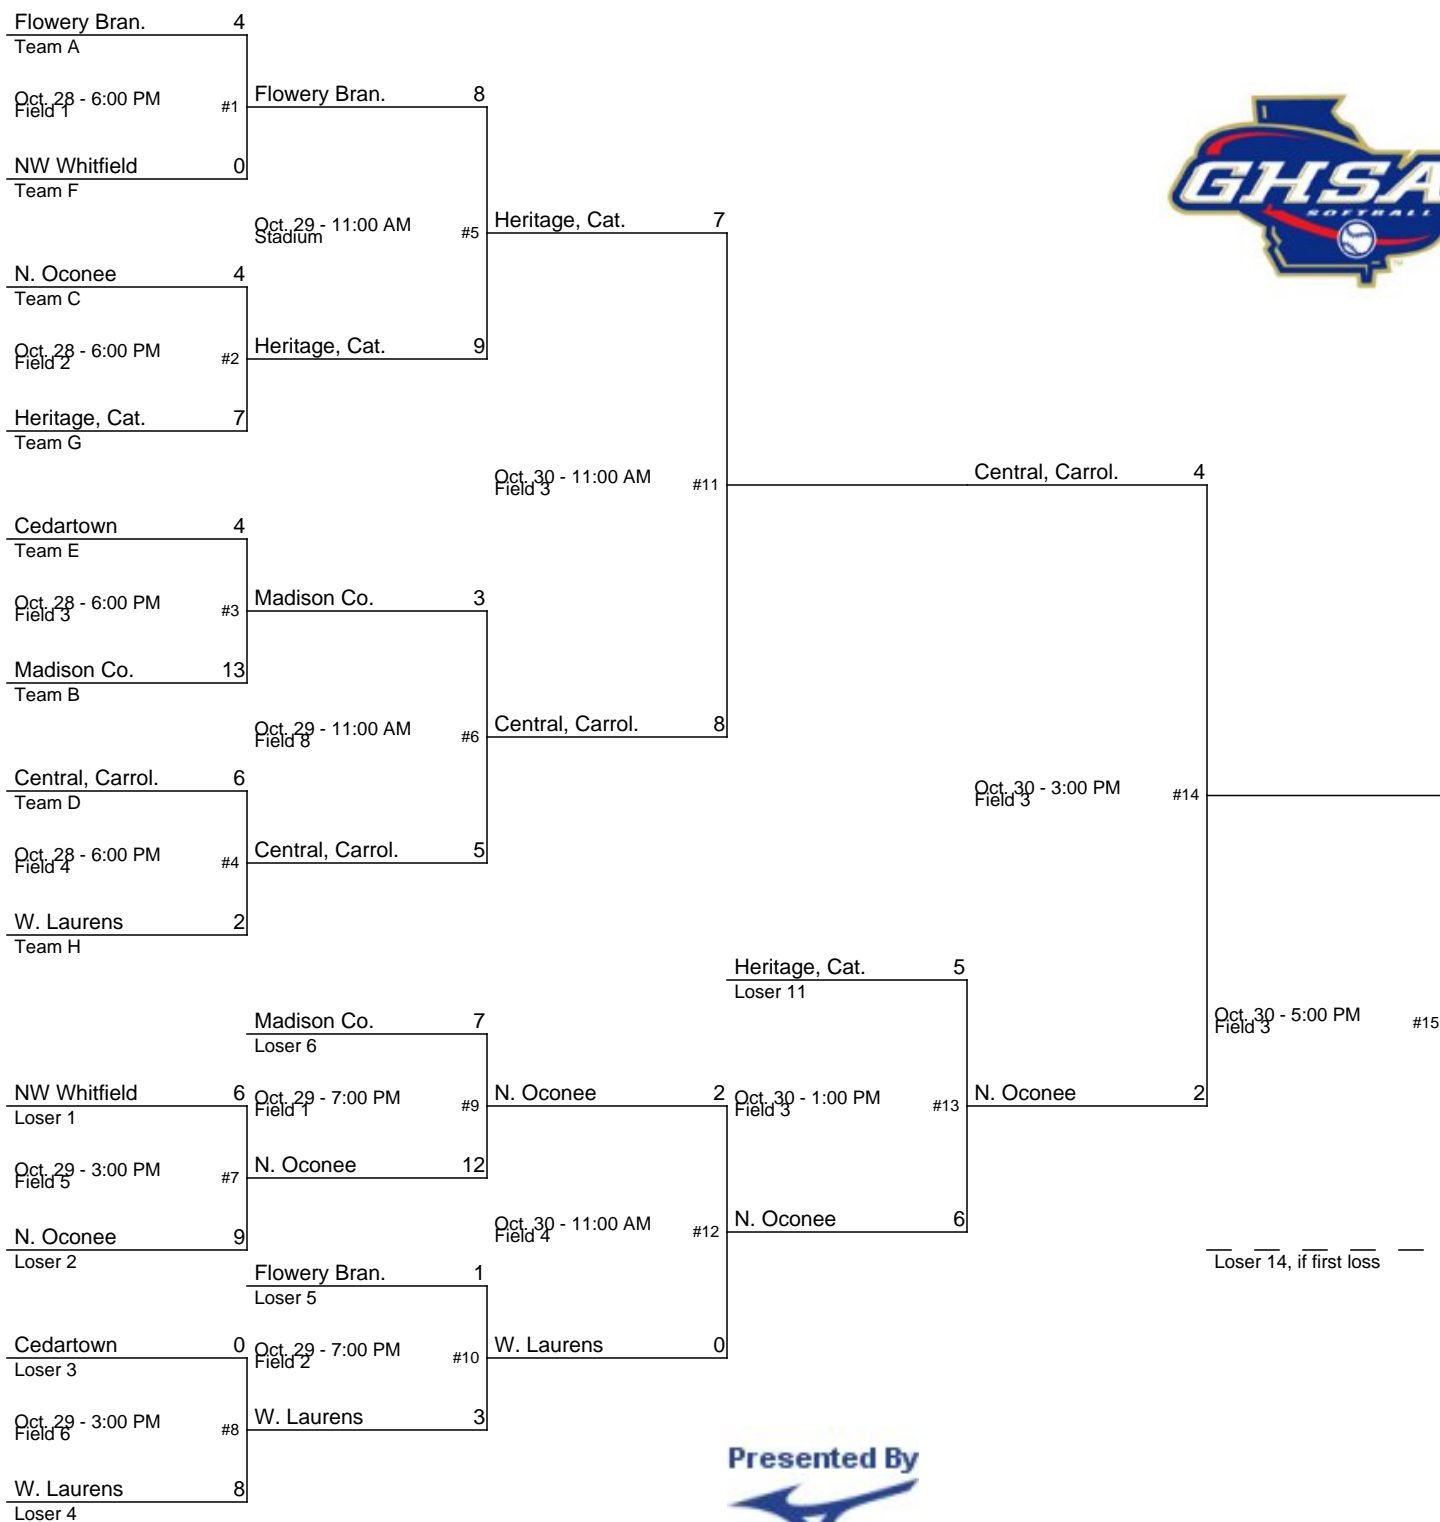 Flowery Bran. 4
Team A
Oct. 28 - 6:00 PM
Field 1
#1
Flowery Bran. 8
NW Whitfield 0
Team F
Oct. 29 - 11:00 AM
Stadium
#5
Heritage, Cat. 7
GHSA
SOFTBALL
TM
N. Oconee 4
Team C
Oct. 28 - 6:00 PM
Field 2
#2
Heritage, Cat. 9
Heritage, Cat. 7
Team G
Oct. 30 - 11:00 AM
Field 3
#11
Central, Carrol. 4
Cedartown 4
Team E
Oct. 28 - 6:00 PM
Field 3
#3
Madison Co. 3
Madison Co. 13
Team B
Oct. 29 - 11:00 AM
Field 8
#6
Central, Carrol. 8
Central, Carrol. 6
Team D
Oct. 30 - 3:00 PM
Field 3
#14
Oct. 28 - 6:00 PM
Field 4
#4
Central, Carrol. 5
W. Laurens 2
Team H
Heritage, Cat. 5
Loser 11
Madison Co. 7
Loser 6
Oct. 30 - 5:00 PM
Field 3
#15
NW Whitfield 6
Loser 1
Oct. 29 - 7:00 PM
Field 1
#9
N. Oconee 2
Oct. 30 - 1:00 PM
Field 3
#13
N. Oconee 2
Oct. 29 - 3:00 PM
Field 5
#7
N. Oconee 12
N. Oconee 9
Loser 2
Oct. 30 - 11:00 AM
Field 4
#12
N. Oconee 6
Loser 14, if first loss
Flowery Bran. 1
Loser 5
Cedartown 0
Loser 3
Oct. 29 - 7:00 PM
Field 2
#10
W. Laurens 0
Oct. 29 - 3:00 PM
Field 6
#8
W. Laurens 3
W. Laurens 8
Loser 4
Presented By